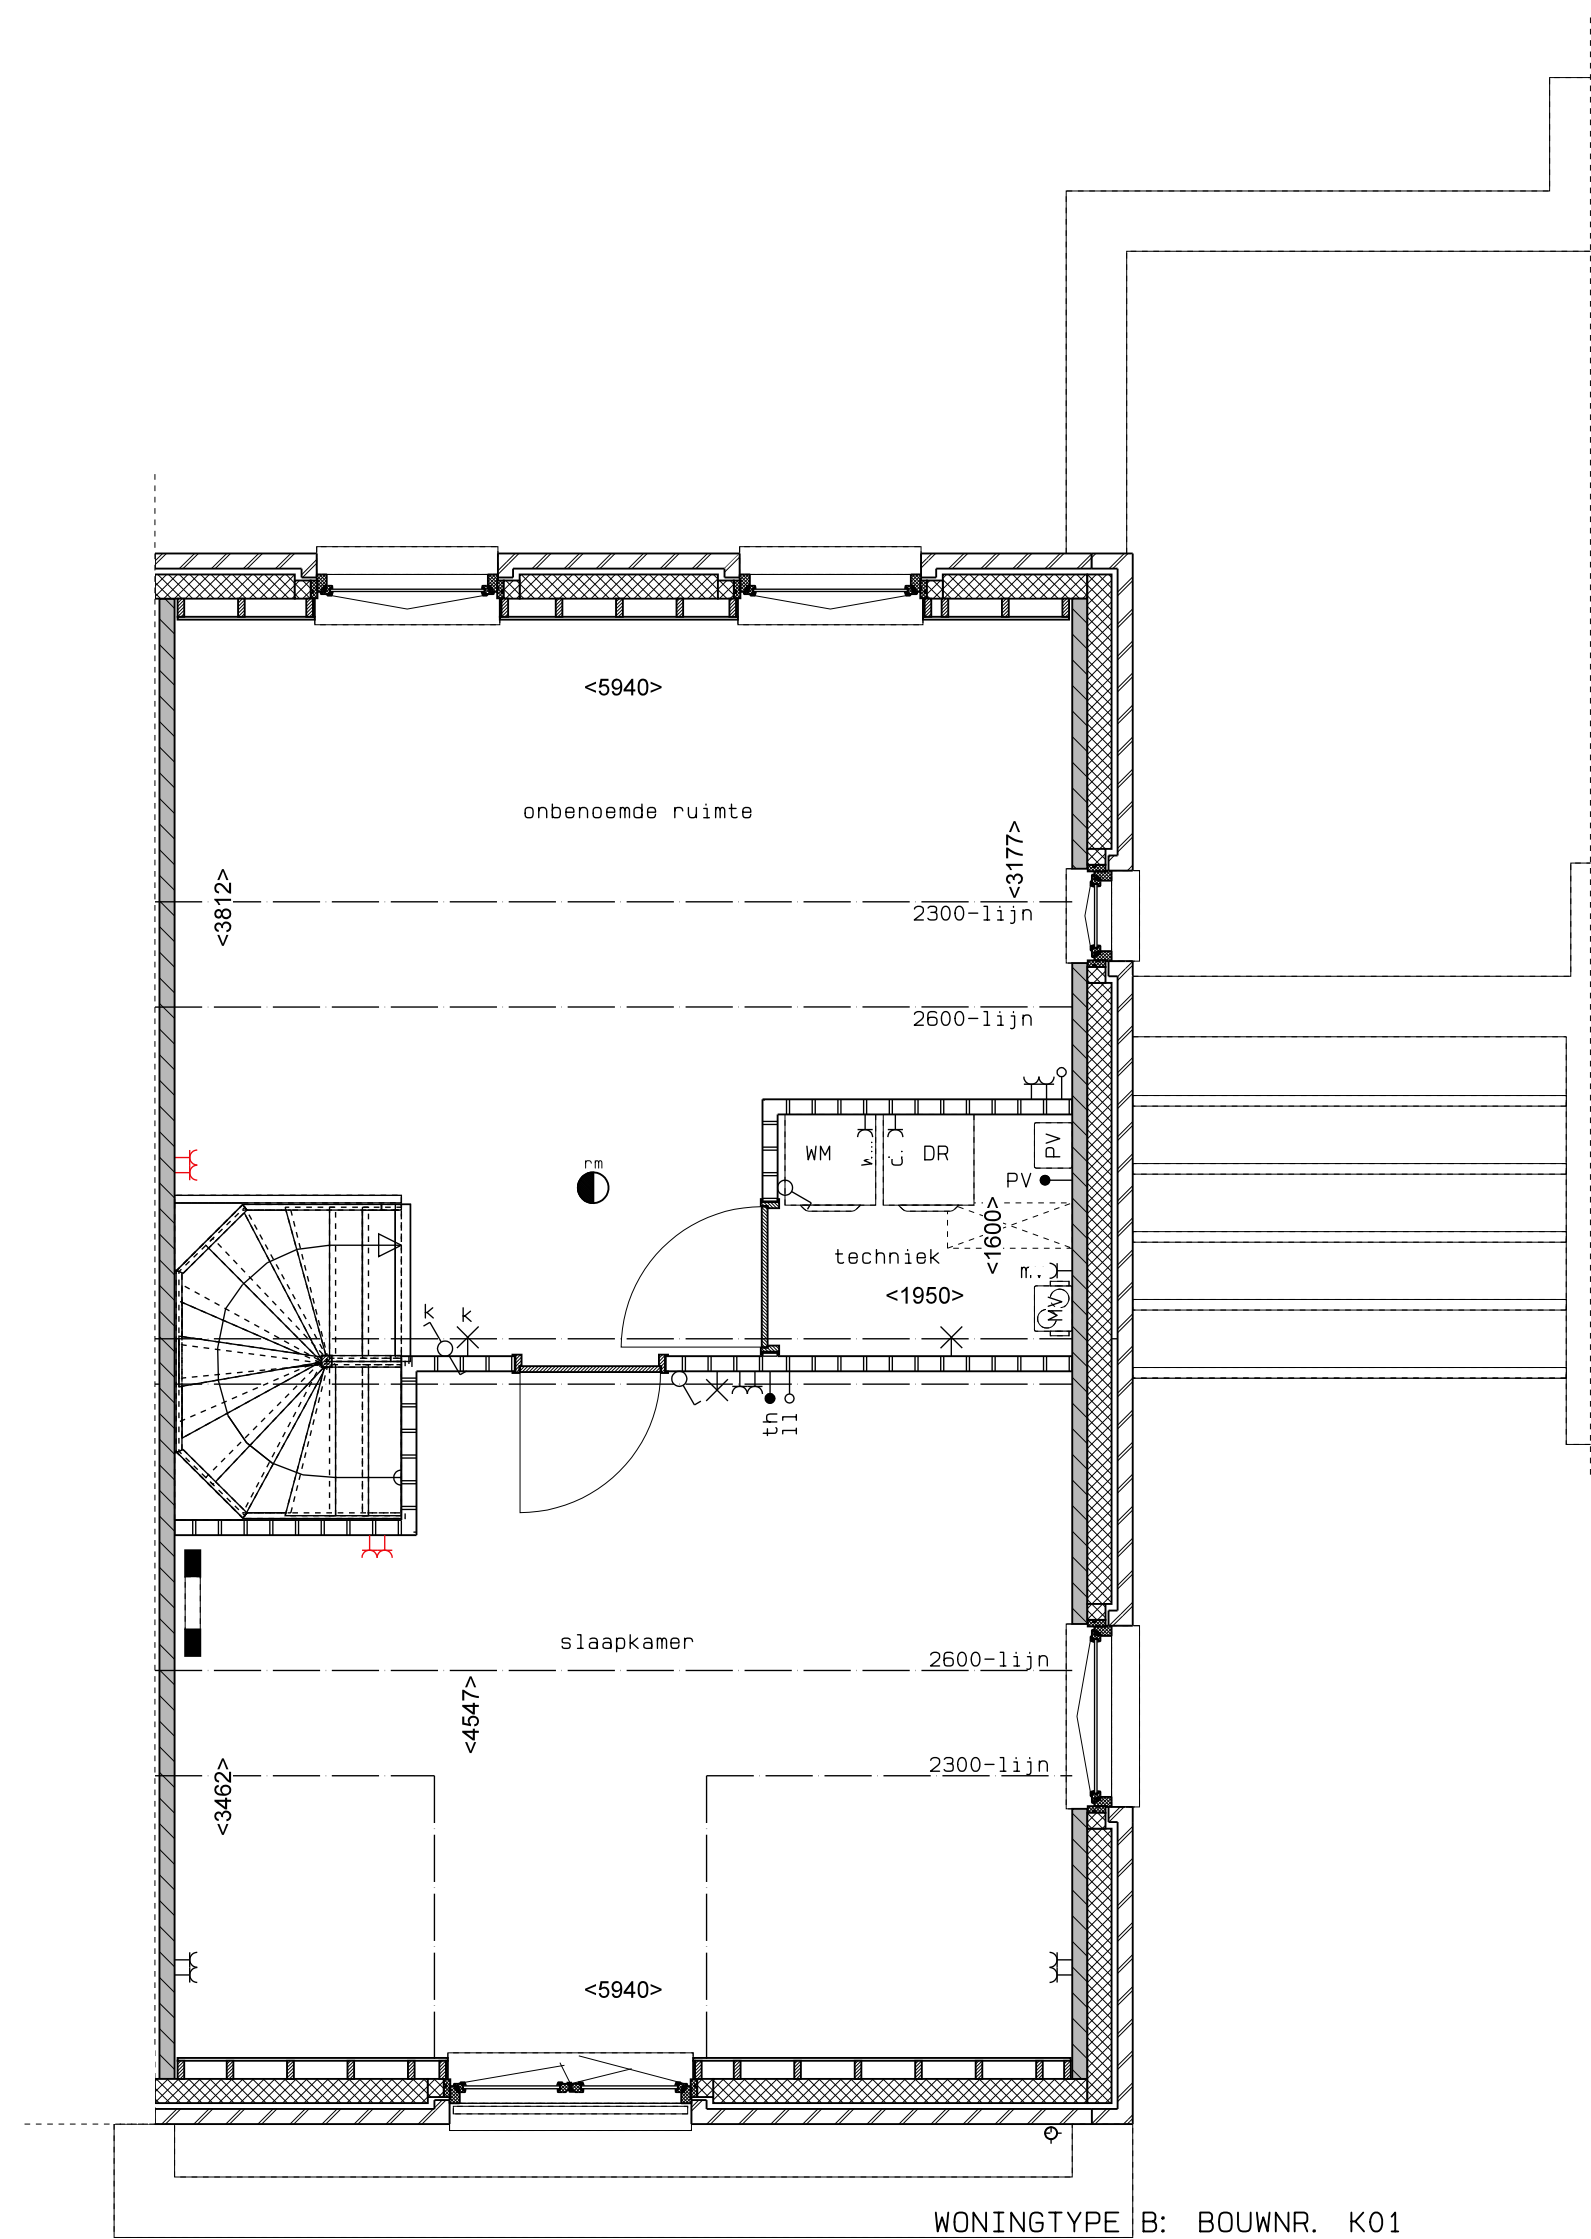 <5940>
onbenoemde ruimte
<3177>
<3812>
2300-lijn
2600-lijn
rm
WM
w..
c.
DR
PV
PV
<1600>
techniek
m..
<1950>
MV
k
k
th
ll
slaapkamer
2600-lijn
<4547>
2300-lijn
<3462>
<5940>
WONINGTYPE B: BOUWNR. K01